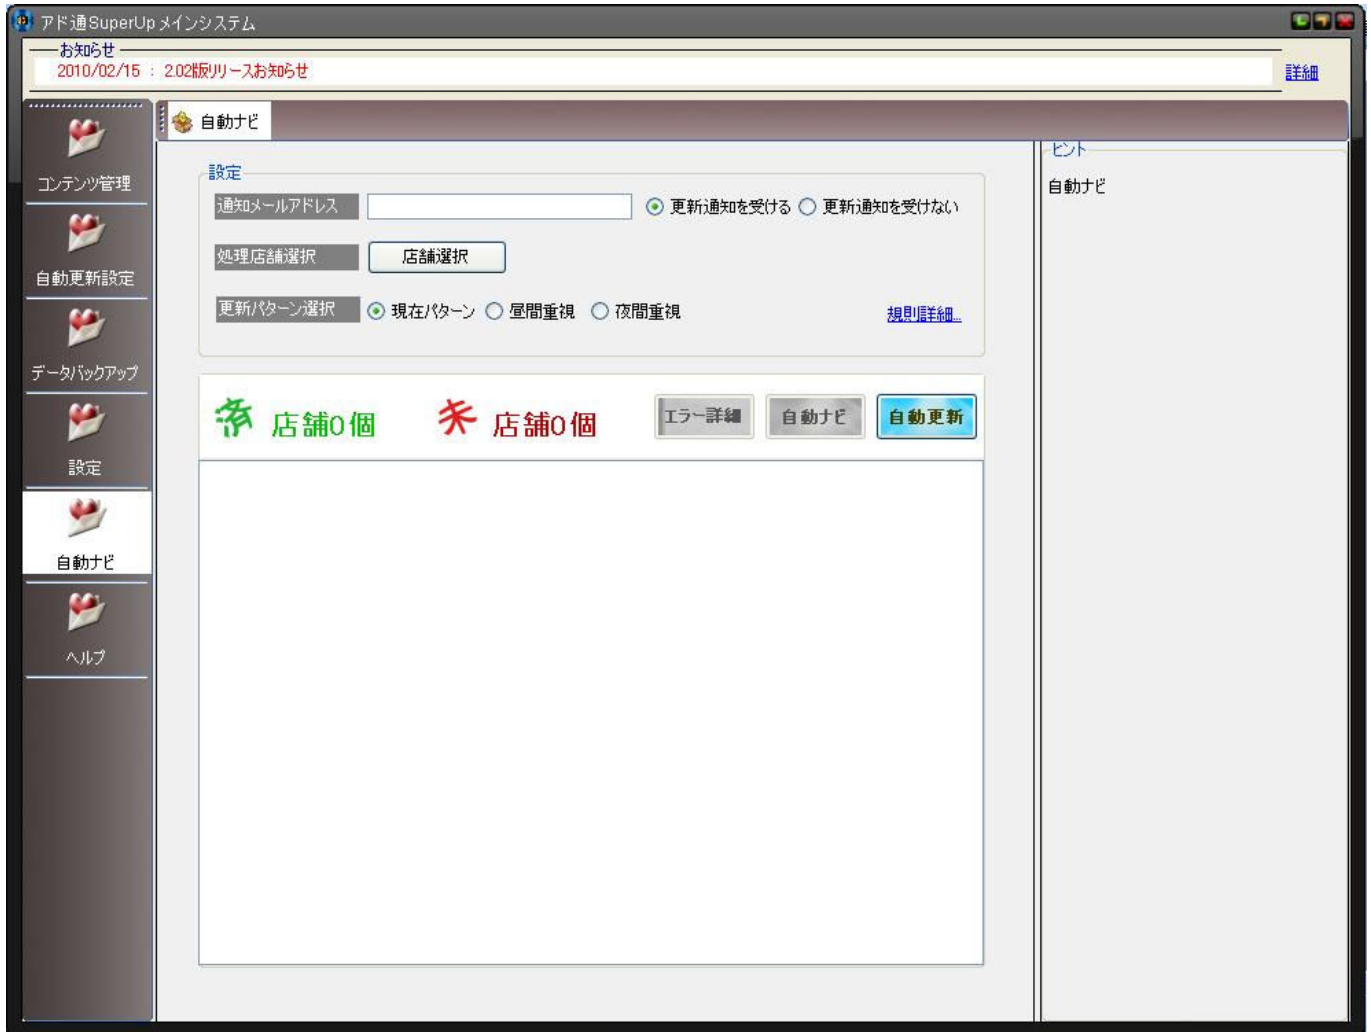 アド通SuperUp メインシステム
お知らせ
2010/02/15 : 2.02版リリースお知らせ
詳細
コンテンツ管理
自動更新設定
データバックアップ
設定
自動ナビ
ヘルプ
自動ナビ
設定
通知メールアドレス 更新通知を受ける 更新通知を受けない
処理店舗選択 店舗選択
更新パターン選択 現在パターン 昼間重視 夜間重視 規則詳細...
済 店舗0個 未 店舗0個 エラー詳細 自動ナビ 自動更新
ヒント
自動ナビ